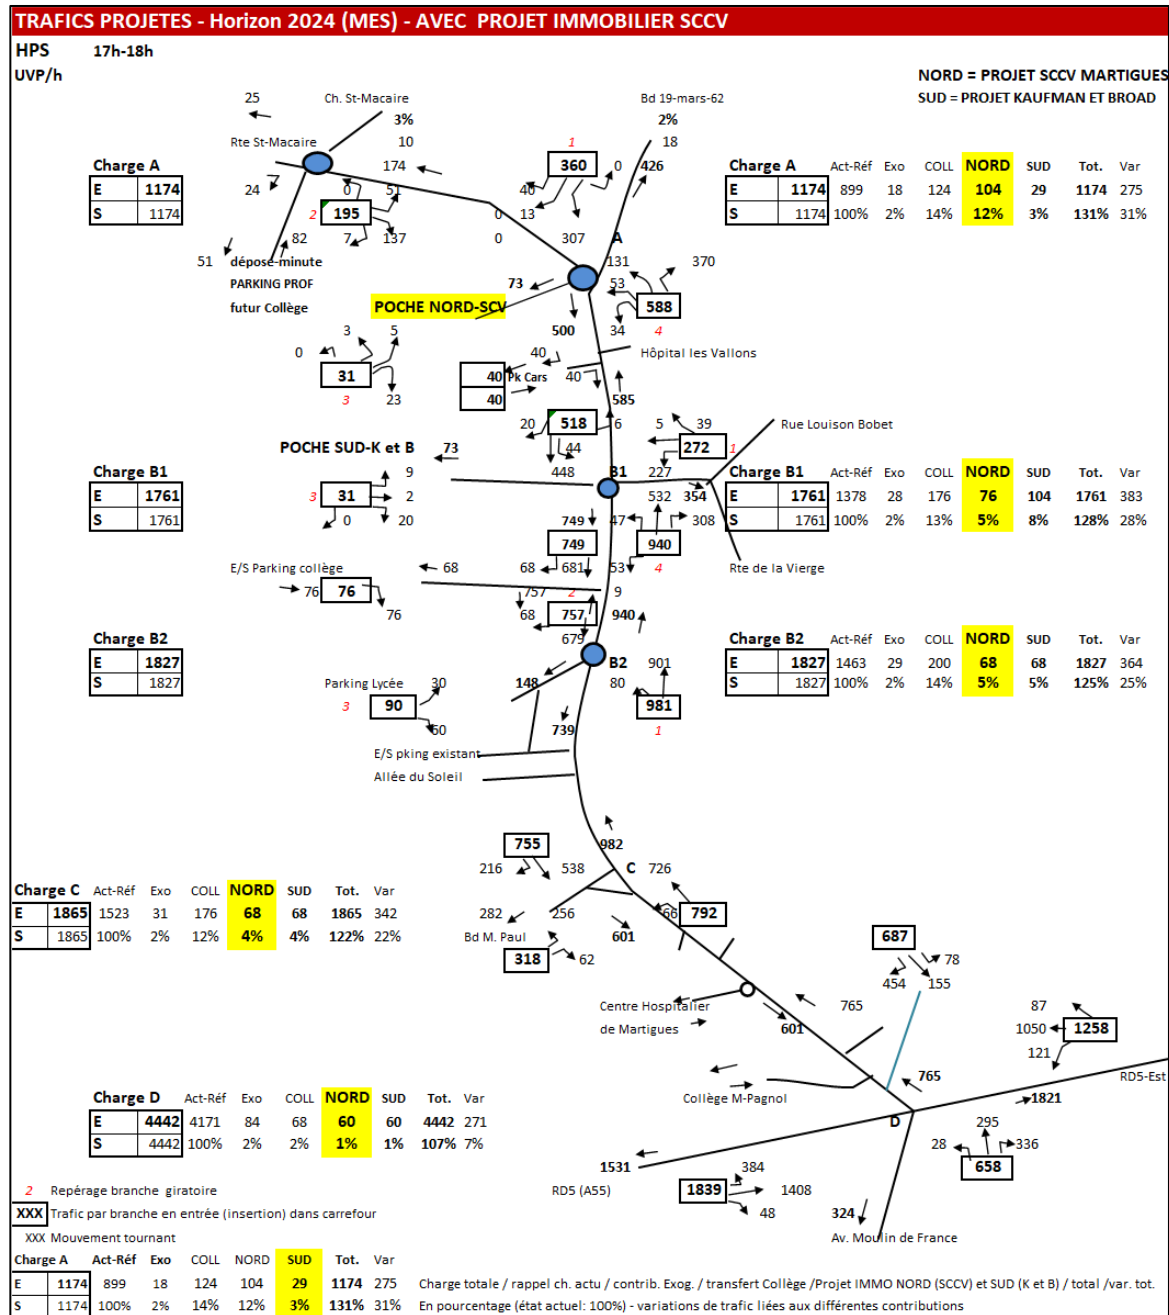 TRAFICS PROJETES - Horizon 2024 (MES) - AVEC PROJET IMMOBILIER SCCV
HPS 17h-18h
UVP/h
NORD = PROJET SCCV MARTIGUES
SUD = PROJET KAUFMAN ET BROAD
25 Ch. St-Macaire Bd 19-mars-62
3% 2%
Rte St-Macaire 10 1 18
Charge A 174 360 0 426 Charge A Act-Réf Exo COLL NORD SUD Tot. Var
E 1174 24 0 51 40 E 1174 899 18 124 104 29 1174 275
S 1174 2 195 0 13 S 1174 100% 2% 14% 12% 3% 131% 31%
82 7 137 0 307 A
51 dépose-minute 131 370
PARKING PROF 73 53
futur Collège POCHE NORD-SCV 588
3 5 500 34 4
0 40 Hôpital les Vallons
31 40 Pk Cars 40
3 23 40 585
20 518 6 5 39 Rue Louison Bobet
POCHE SUD-K et B 73 44 272 1
Charge B1 9 448 B1 227 Charge B1 Act-Réf Exo COLL NORD SUD Tot. Var
E 1761 3 31 2 532 354 E 1761 1378 28 176 76 104 1761 383
S 1761 0 20 749 47 308 S 1761 100% 2% 13% 5% 8% 128% 28%
749 940
E/S Parking collège 68 68 681 53 4 Rte de la Vierge
76 76 757 2 9
76 68 757 940
Charge B2 679 Charge B2 Act-Réf Exo COLL NORD SUD Tot. Var
E 1827 B2 901 E 1827 1463 29 200 68 68 1827 364
S 1827 Parking Lycée 30 148 80 S 1827 100% 2% 14% 5% 5% 125% 25%
3 90 981
60 739 1
E/S pking existant
Allée du Soleil
755 982
216 538 C 726
Charge C Act-Réf Exo COLL NORD SUD Tot. Var
E 1865 1523 31 176 68 68 1865 342 282 256 66 792
S 1865 100% 2% 12% 4% 4% 122% 22% Bd M. Paul 601 687
318 62 78
454 155
Centre Hospitalier 765 87
de Martigues 601 1050 1258
121
765 RD5-Est
Charge D Act-Réf Exo COLL NORD SUD Tot. Var Collège M-Pagnol 1821
E 4442 4171 84 68 60 60 4442 271 D 295
S 4442 100% 2% 2% 1% 1% 107% 7% 28 336
1531 384 658
2 Repérage branche giratoire RD5 (A55) 1839 1408
XXX Trafic par branche en entrée (insertion) dans carrefour 48 324
XXX Mouvement tournant Av. Moulin de France
Charge A Act-Réf Exo COLL NORD SUD Tot. Var
E 1174 899 18 124 104 29 1174 275 Charge totale / rappel ch. actu / contrib. Exog. / transfert Collège /Projet IMMO NORD (SCCV) et SUD (K et B) / total /var. tot.
S 1174 100% 2% 14% 12% 3% 131% 31% En pourcentage (état actuel: 100%) - variations de trafic liées aux différentes contributions